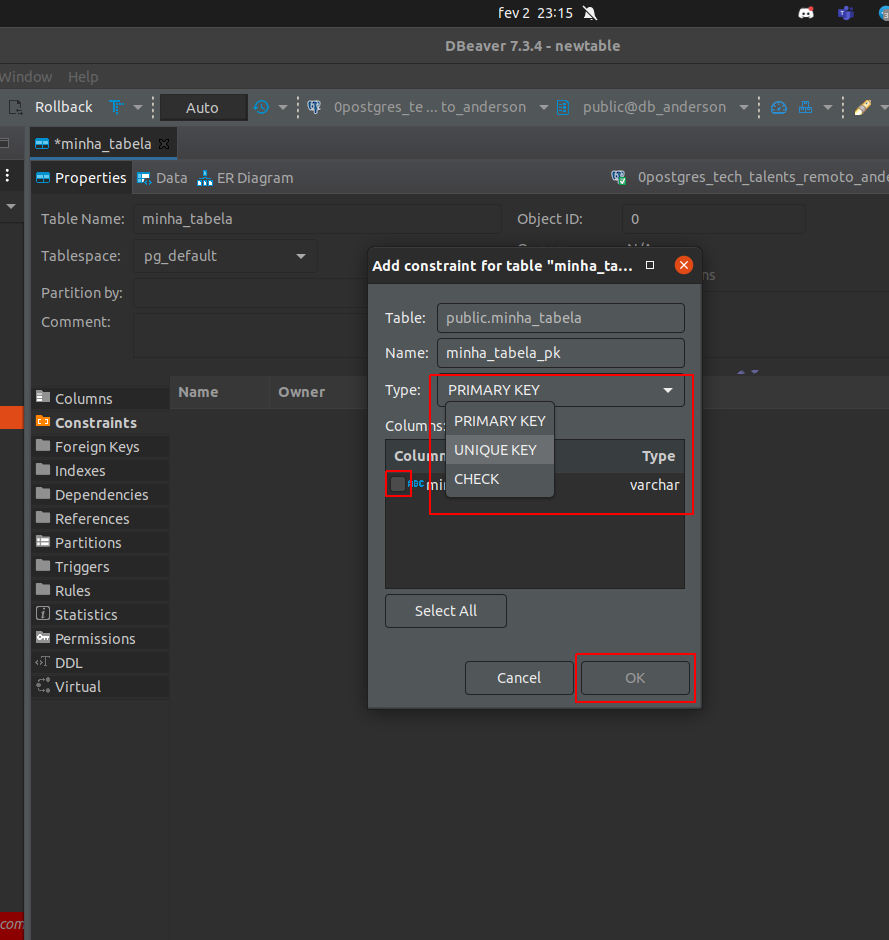 fev 2 23:15
DBeaver 7.3.4 - newtable
Window Help
Rollback Auto 0postgres_te ... to_anderson public@db_anderson
*minha_tabela
Properties Data ER Diagram 0postgres_tech_talents_remoto_ande
Table Name: minha_tabela Object ID: 0
Tablespace: pg_default
Partition by:
Comment:
Add constraint for table "minha_ta...
Table: public.minha_tabela
Name: minha_tabela_pk
Type: PRIMARY KEY
PRIMARY KEY
UNIQUE KEY
CHECK
Columns:
Column Type
ABC min varchar
Select All
Cancel OK
Name Owner
Columns
Constraints
Foreign Keys
Indexes
Dependencies
References
Partitions
Triggers
Rules
Statistics
Permissions
DDL
Virtual
com